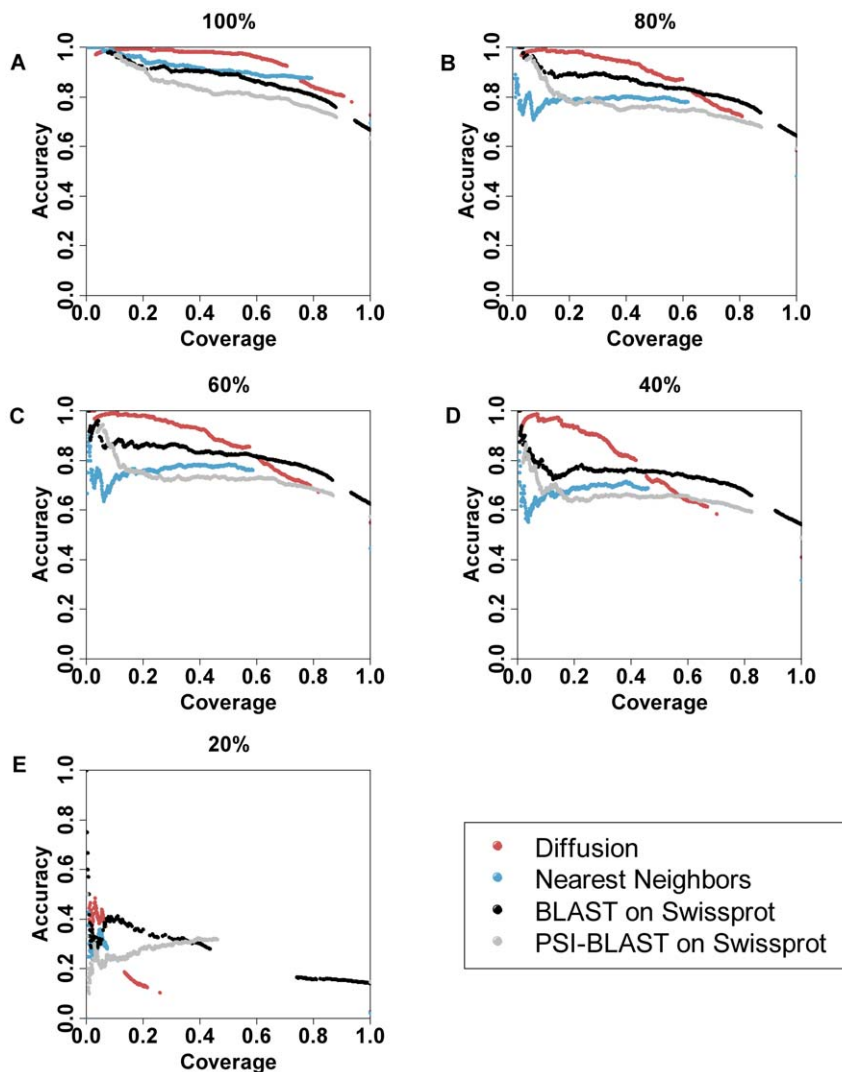 100%
A
Accuracy
0.0 0.2 0.4 0.6 0.8 1.0
0.0 0.2 0.4 0.6 0.8 1.0
Coverage
80%
B
Accuracy
0.0 0.2 0.4 0.6 0.8 1.0
0.0 0.2 0.4 0.6 0.8 1.0
Coverage
60%
C
Accuracy
0.0 0.2 0.4 0.6 0.8 1.0
0.0 0.2 0.4 0.6 0.8 1.0
Coverage
40%
D
Accuracy
0.0 0.2 0.4 0.6 0.8 1.0
0.0 0.2 0.4 0.6 0.8 1.0
Coverage
20%
E
Accuracy
0.0 0.2 0.4 0.6 0.8 1.0
0.0 0.2 0.4 0.6 0.8 1.0
Coverage
Diffusion
Nearest Neighbors
BLAST on Swissprot
PSI-BLAST on Swissprot